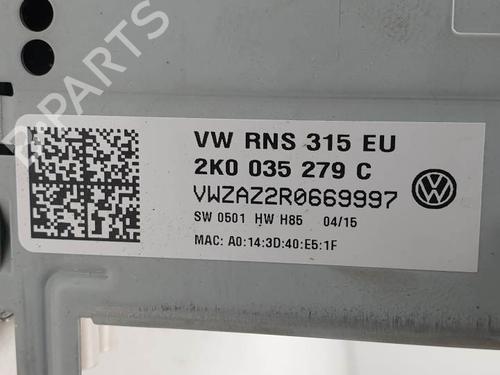 B-PARTS
VW RNS 315 EU
2K0 035 279 C
VWZAZ2R0669997
SW 0501 HW H85 04/15
MAC: A0:14:3D:40:E5:1F